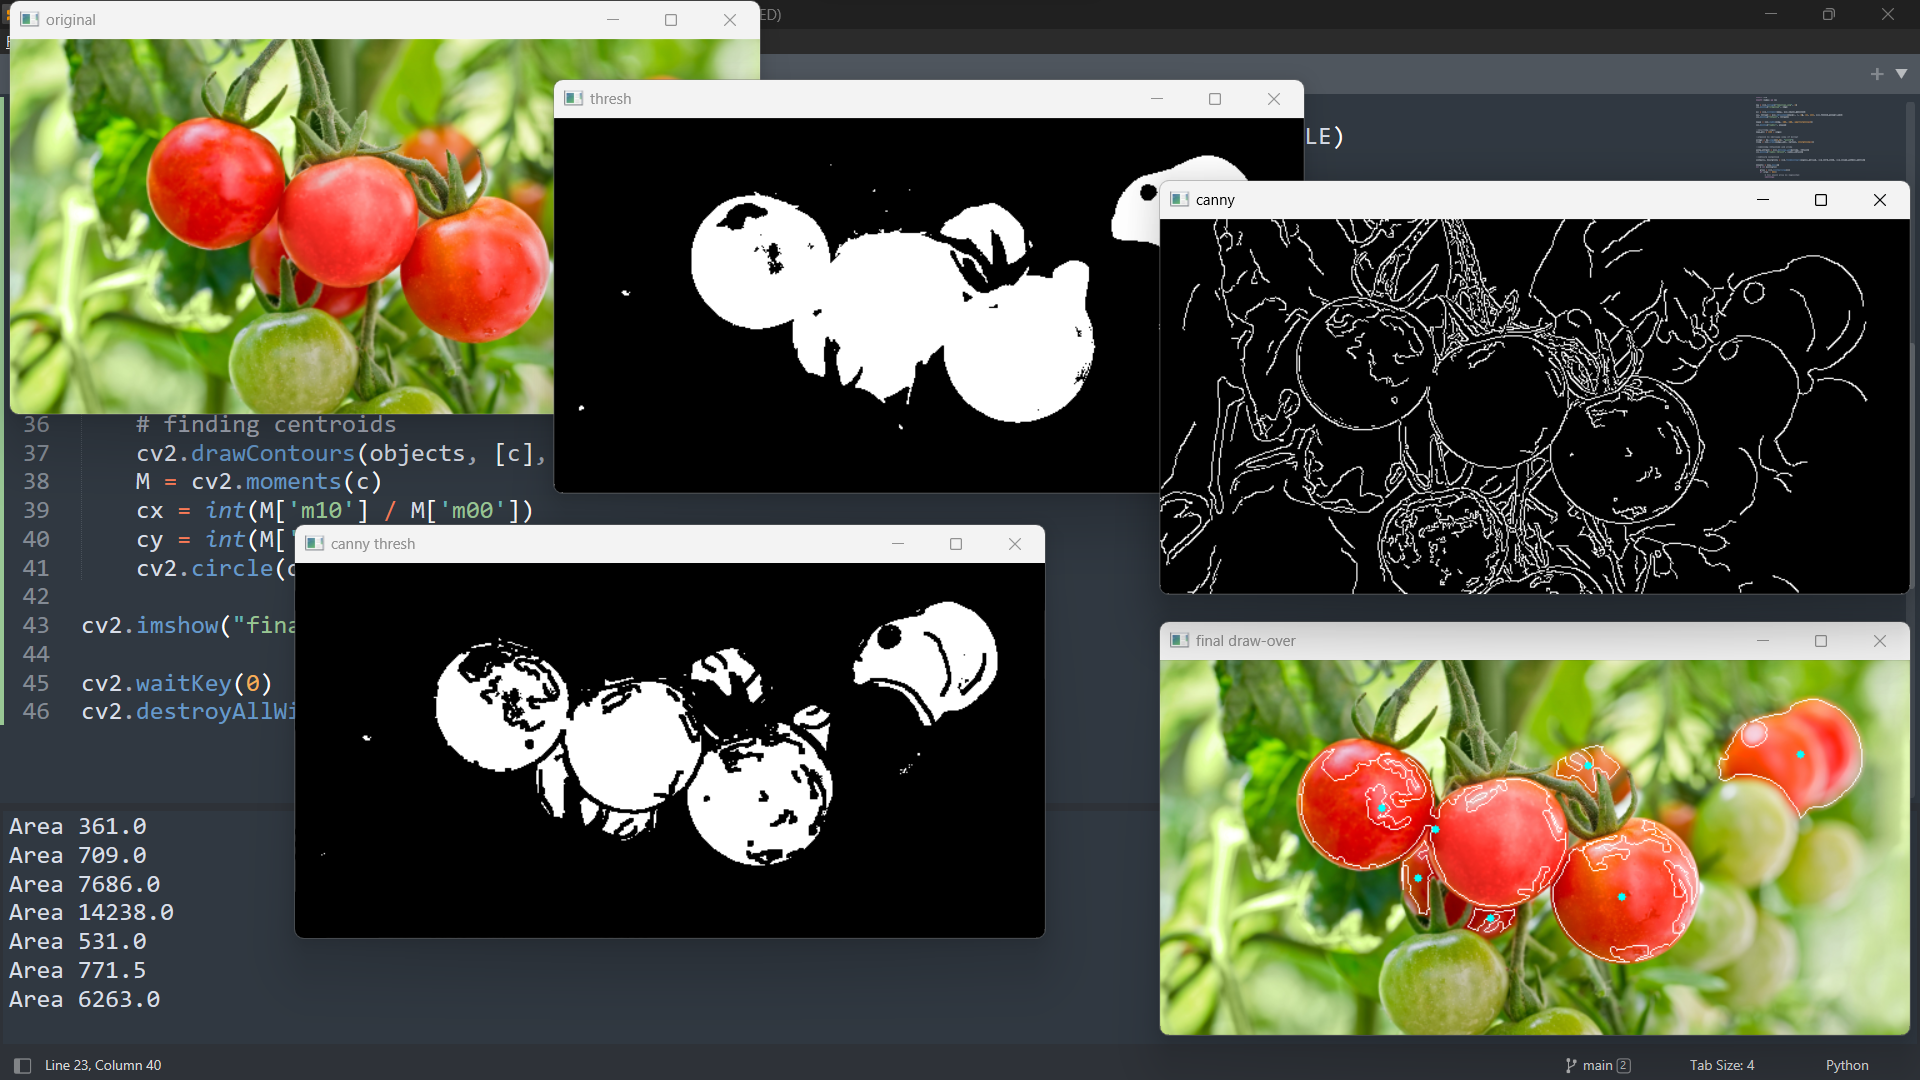 original
ED)
thresh
LE)
canny
36 # finding centroids
37 cv2.drawContours(objects, [c],
38 M = cv2.moments(c)
39 cx = int(M['m10'] / M['m00'])
40 cy = int(M['
41 cv2.circle(
42
43 cv2.imshow("fina
44
45 cv2.waitKey(0)
46 cv2.destroyAllWi
canny thresh
final draw-over
Area 361.0
Area 709.0
Area 7686.0
Area 14238.0
Area 531.0
Area 771.5
Area 6263.0
Line 23, Column 40
main 2
Tab Size: 4
Python